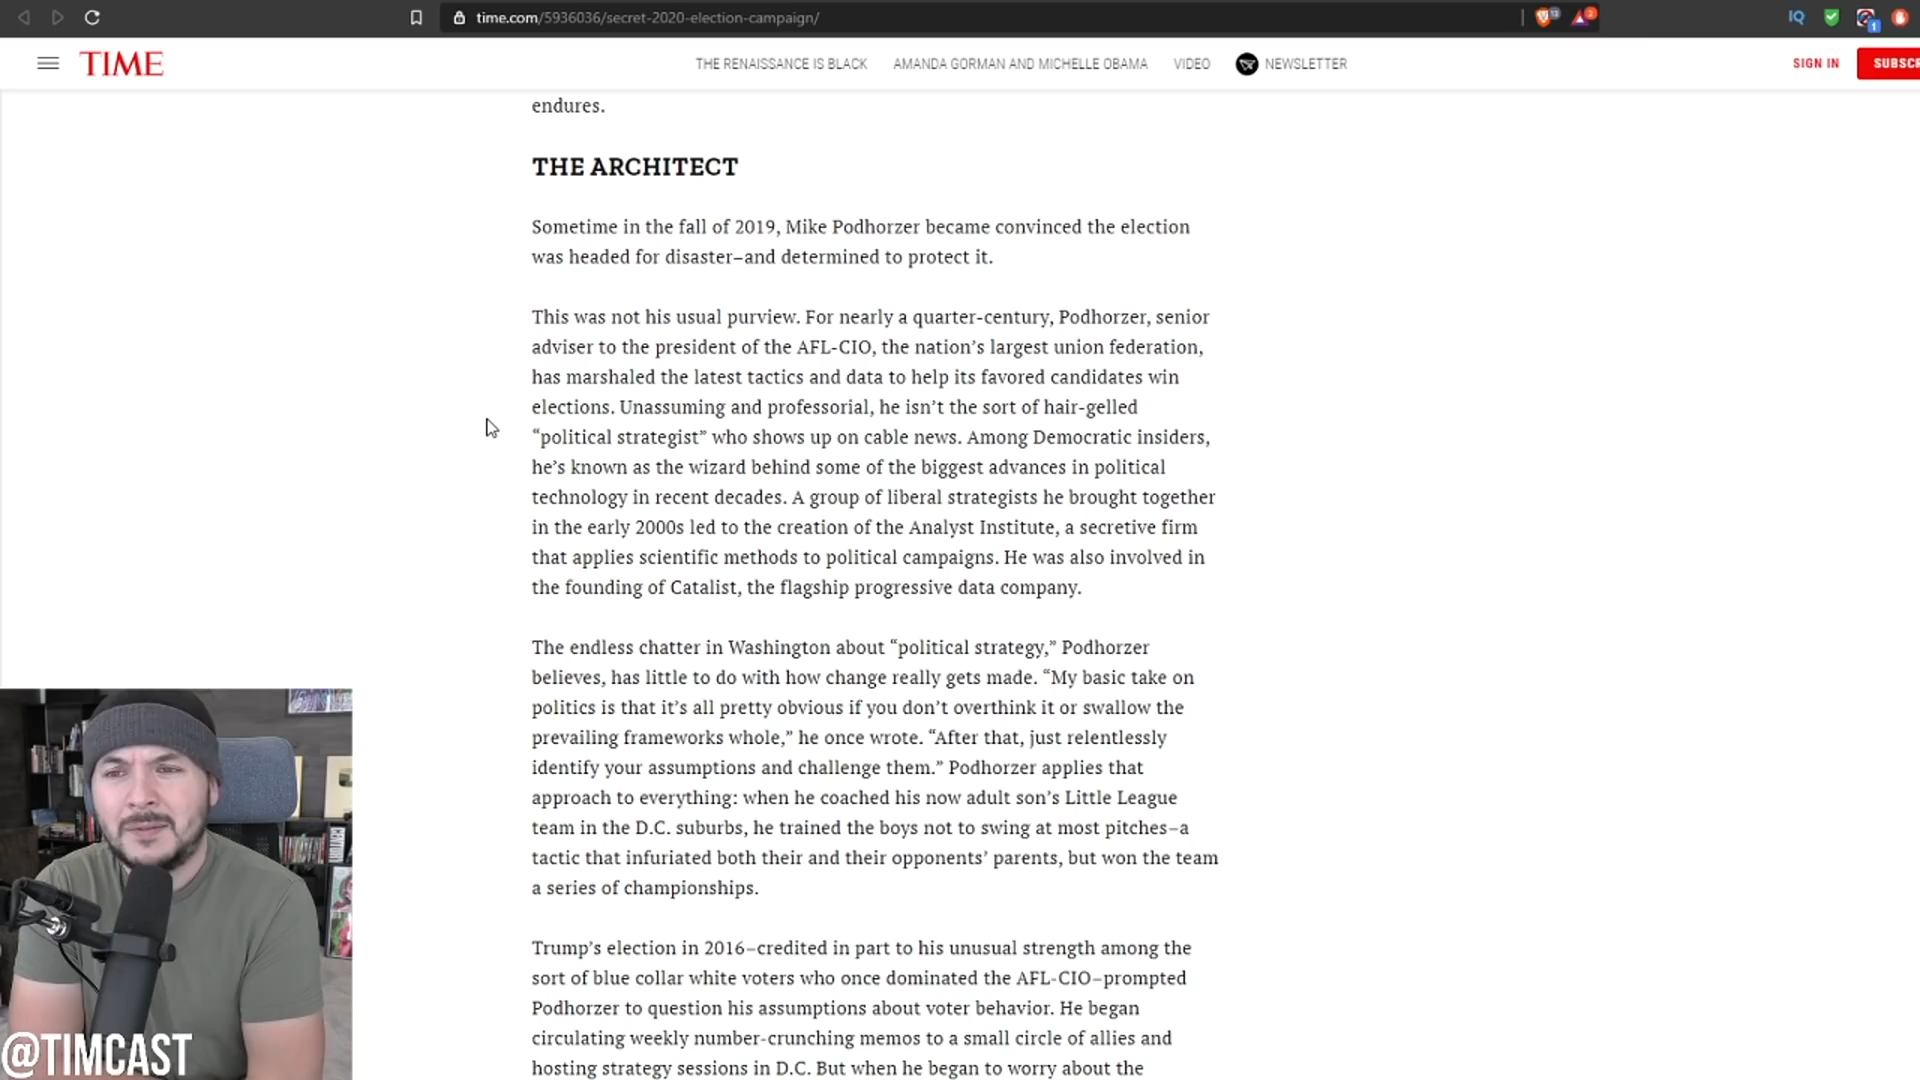 time.com/5936036/secret-2020-election-campaign/
IQ
TIME
THE RENAISSANCE IS BLACK
AMANDA GORMAN AND MICHELLE OBAMA
VIDEO
NEWSLETTER
SIGN IN
SUBSCR
endures.
THE ARCHITECT
Sometime in the fall of 2019, Mike Podhorzer became convinced the election
was headed for disaster–and determined to protect it.
This was not his usual purview. For nearly a quarter-century, Podhorzer, senior
adviser to the president of the AFL-CIO, the nation’s largest union federation,
has marshaled the latest tactics and data to help its favored candidates win
elections. Unassuming and professorial, he isn’t the sort of hair-gelled
“political strategist” who shows up on cable news. Among Democratic insiders,
he’s known as the wizard behind some of the biggest advances in political
technology in recent decades. A group of liberal strategists he brought together
in the early 2000s led to the creation of the Analyst Institute, a secretive firm
that applies scientific methods to political campaigns. He was also involved in
the founding of Catalist, the flagship progressive data company.
The endless chatter in Washington about “political strategy,” Podhorzer
believes, has little to do with how change really gets made. “My basic take on
politics is that it’s all pretty obvious if you don’t overthink it or swallow the
prevailing frameworks whole,” he once wrote. “After that, just relentlessly
identify your assumptions and challenge them.” Podhorzer applies that
approach to everything: when he coached his now adult son’s Little League
team in the D.C. suburbs, he trained the boys not to swing at most pitches–a
tactic that infuriated both their and their opponents’ parents, but won the team
a series of championships.
Trump’s election in 2016–credited in part to his unusual strength among the
sort of blue collar white voters who once dominated the AFL-CIO–prompted
Podhorzer to question his assumptions about voter behavior. He began
circulating weekly number-crunching memos to a small circle of allies and
hosting strategy sessions in D.C. But when he began to worry about the
@TIMCAST